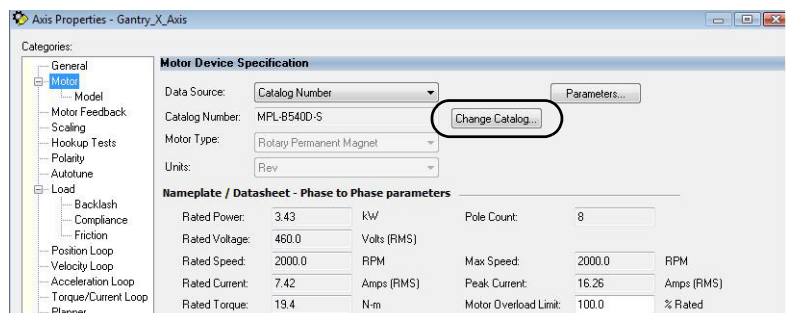 Axis Properties - Gantry_X_Axis
Categories:
General
Motor
Model
Motor Feedback
Scaling
Hookup Tests
Polarity
Autotune
Load
Backlash
Compliance
Friction
Position Loop
Velocity Loop
Acceleration Loop
Torque/Current Loop
Planner
Motor Device Specification
Data Source: Catalog Number Parameters...
Catalog Number: MPL-B540D-S Change Catalog...
Motor Type: Rotary Permanent Magnet
Units: Rev
Nameplate / Datasheet - Phase to Phase parameters
Rated Power: 3.43 kW Pole Count: 8
Rated Voltage: 460.0 Volts (RMS)
Rated Speed: 2000.0 RPM Max Speed: 2000.0 RPM
Rated Current: 7.42 Amps (RMS) Peak Current: 16.26 Amps (RMS)
Rated Torque: 19.4 N-m Motor Overload Limit: 100.0 % Rated